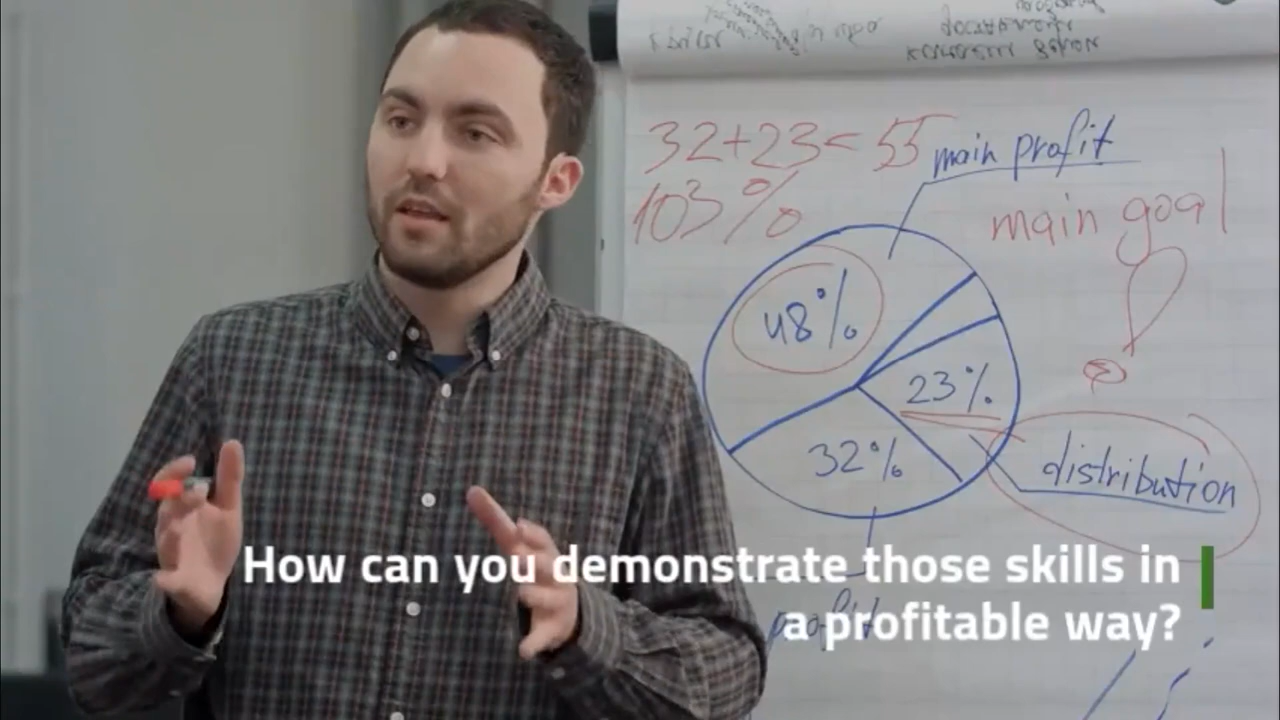 32+23= 55
main profit
103%
main goal
48%
23%
32%
distribution
profit
How can you demonstrate those skills in
a profitable way?